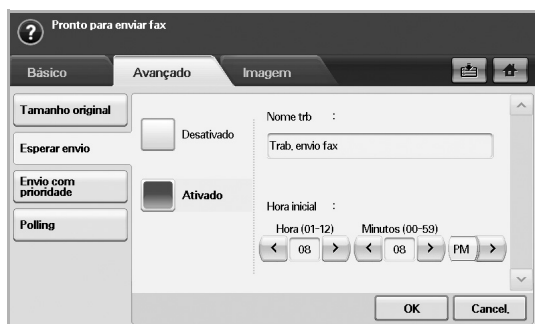 Pronto para enviar fax
Básico
Avançado
Imagem
Tamanho original
Esperar envio
Envio com
prioridade
Polling
Desativado
Ativado
Nome trb :
Trab. envio fax
Hora inicial :
Hora (01-12) Minutos (00-59)
< 08 > < 08 > PM >
OK Cancel.